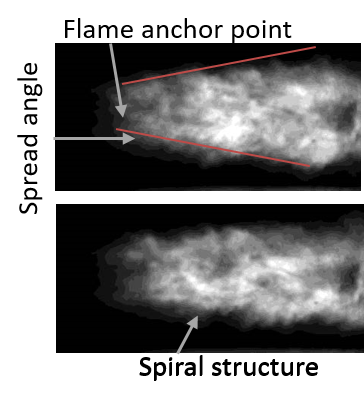 Flame anchor point
Spread angle
Spiral structure